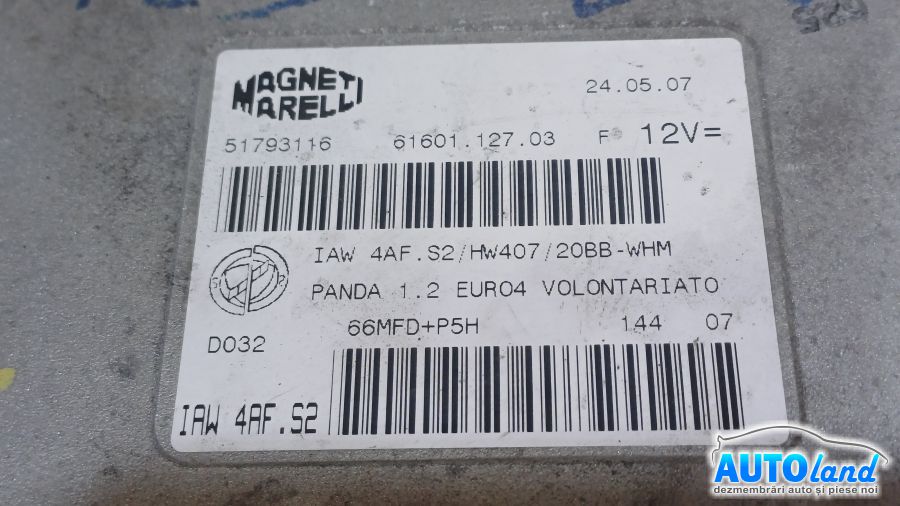 625
MAGNETI
MARELLI
24.05.07
51793116 61601.127.03 F 12V=
IAW 4AF.S2/HW407/20BB-WHM
PANDA 1.2 EURO4 VOLONTARIATO
66MFD+P5H 144 07
D032
IAW 4AF.S2
AUTOland
dezmembrări auto și piese noi